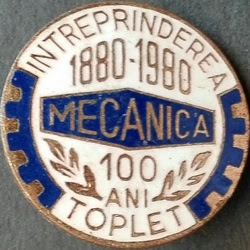 INTREPRINDEREA
1880-1980
MECANICA
100
ANI
TOPLET